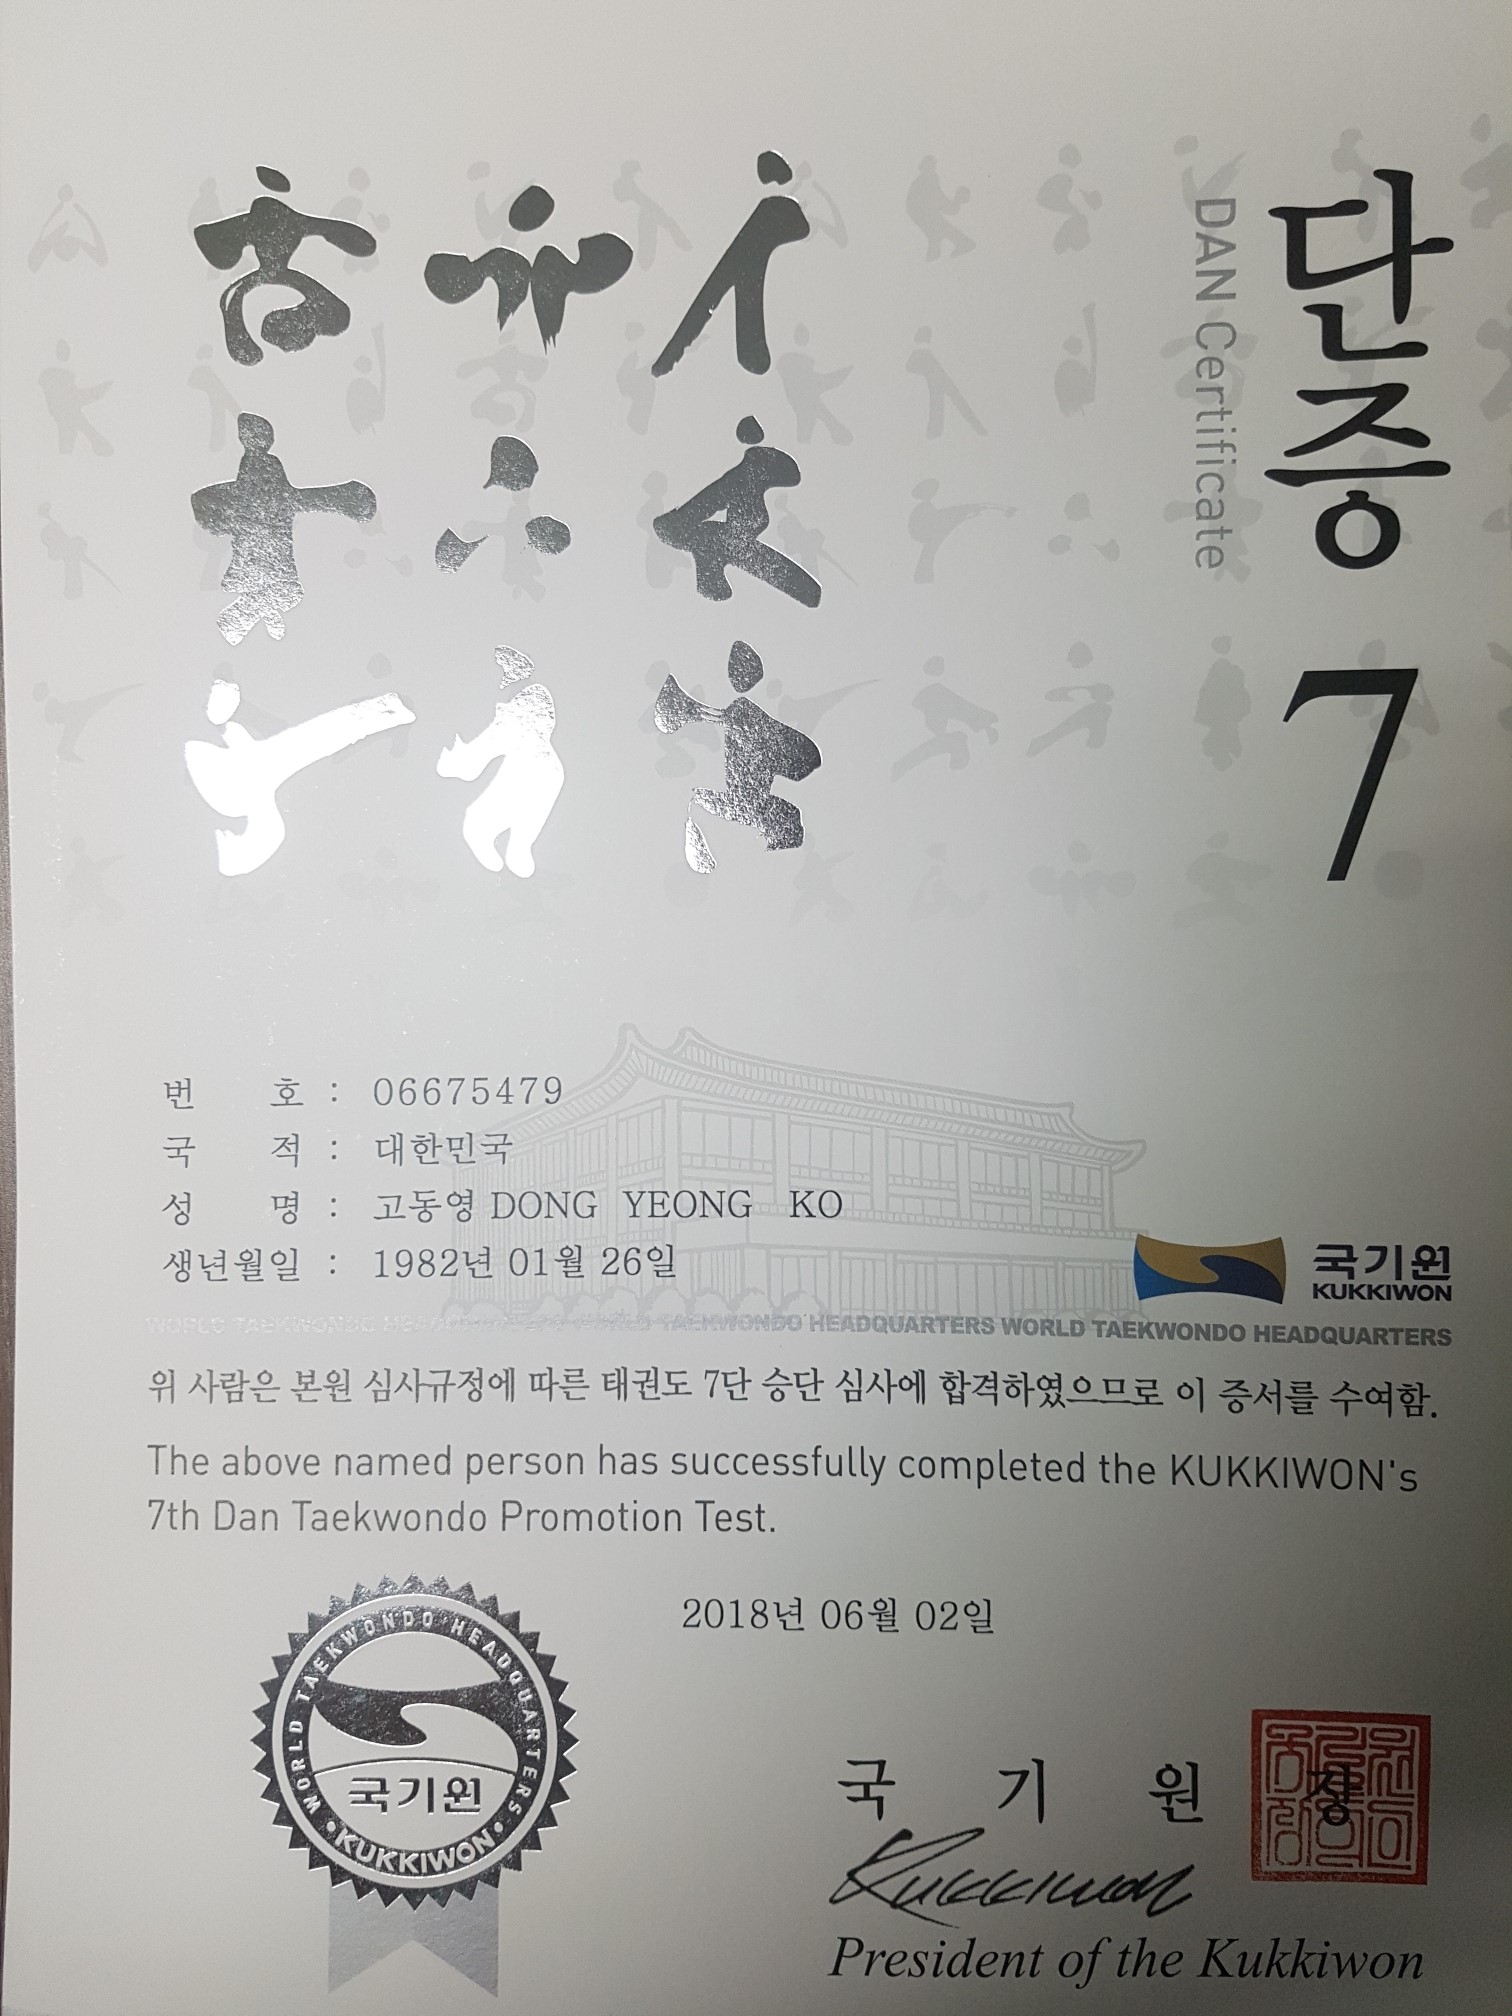 단증 7
DAN Certificate
번 호 : 06675479
국 적 : 대한민국
성 명 : 고동영 DONG YEONG KO
생년월일 : 1982년 01월 26일
국기원
KUKKIWON
WORLD TAEKWONDO HEADQUARTERS WORLD TAEKWONDO HEADQUARTERS WORLD TAEKWONDO HEADQUARTERS
위 사람은 본원 심사규정에 따른 태권도 7단 승단 심사에 합격하였으므로 이 증서를 수여함.
The above named person has successfully completed the KUKKIWON's
7th Dan Taekwondo Promotion Test.
2018년 06월 02일
WORLD TAEKWONDO HEADQUARTERS
국기원
KUKKIWON
국 기 원 장
Kukkiwon
President of the Kukkiwon